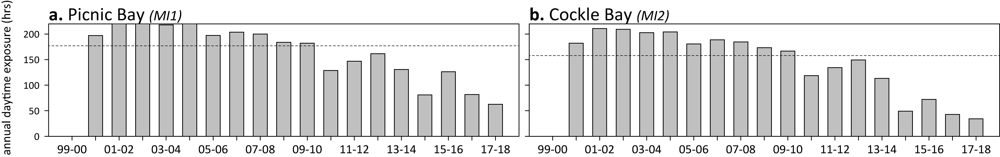 annual daytime exposure (hrs)
a. Picnic Bay (MI1)
200
150
100
50
0
99-00 01-02 03-04 05-06 07-08 09-10 11-12 13-14 15-16 17-18
b. Cockle Bay (MI2)
99-00 01-02 03-04 05-06 07-08 09-10 11-12 13-14 15-16 17-18